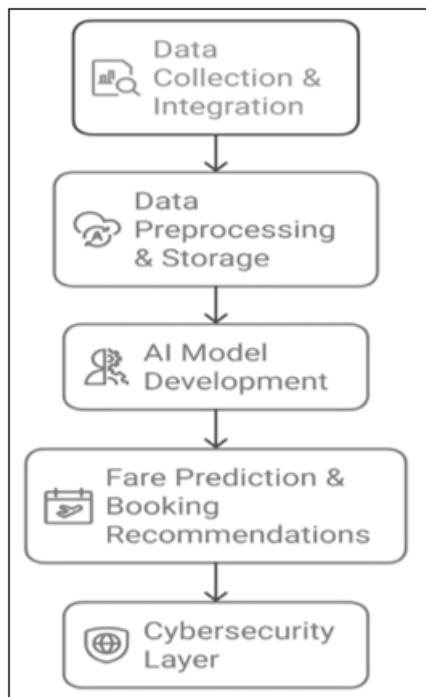 Data
Collection &
Integration
Data
Preprocessing
& Storage
AI Model
Development
Fare Prediction &
Booking
Recommendations
Cybersecurity
Layer